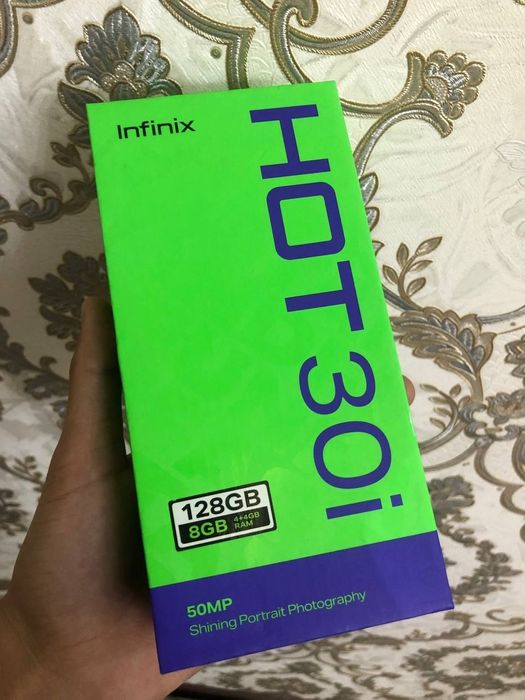 Infinix
HOT 30i
128GB
8GB 4+4GB RAM
50MP
Shining Portrait Photography